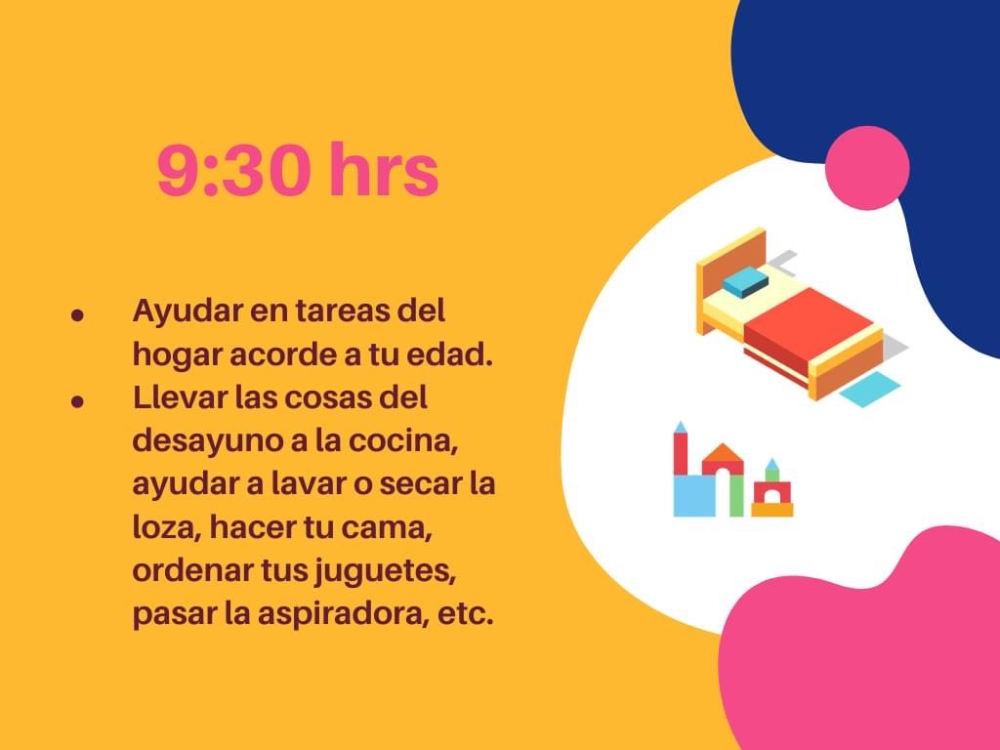 9:30 hrs
• Ayudar en tareas del
hogar acorde a tu edad.
• Llevar las cosas del
desayuno a la cocina,
ayudar a lavar o secar la
loza, hacer tu cama,
ordenar tus juguetes,
pasar la aspiradora, etc.